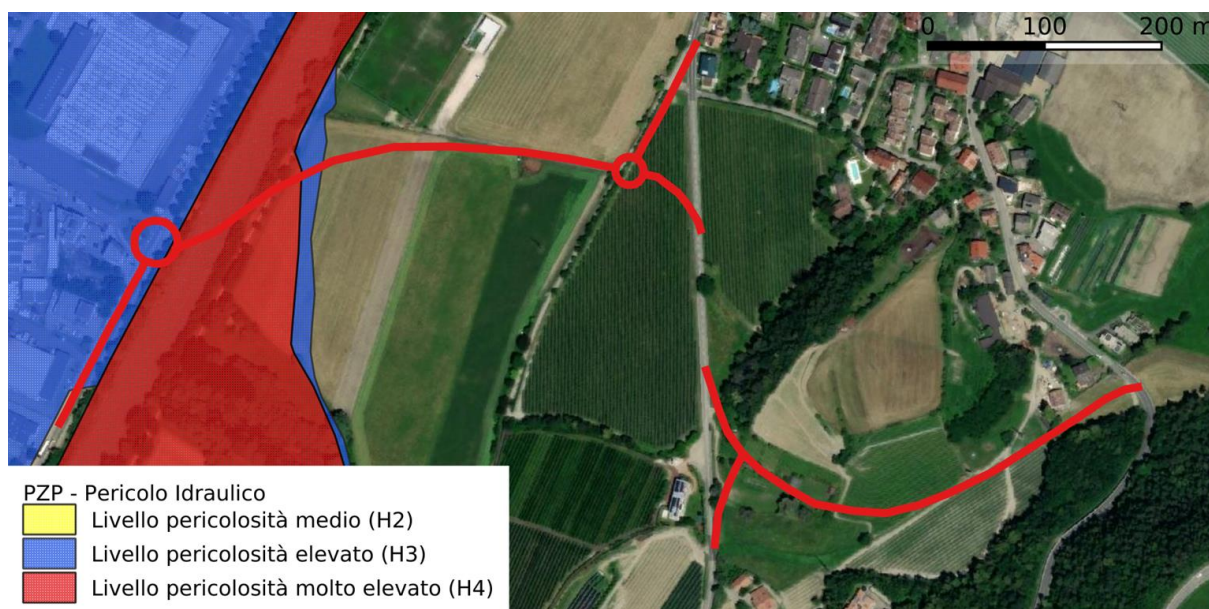 0 100 200 m
PZP - Pericolo Idraulico
Livello pericolosità medio (H2)
Livello pericolosità elevato (H3)
Livello pericolosità molto elevato (H4)